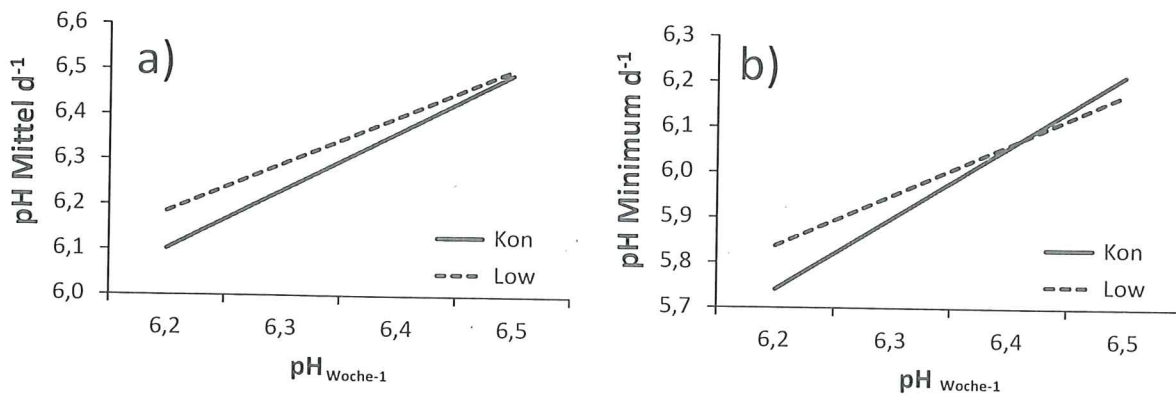 a)
pH Mittel d-1
6,6
6,5
6,4
6,3
6,2
6,1
6,0
Kon
Low
6,2 6,3 6,4 6,5
pH Woche-1
b)
pH Minimum d-1
6,3
6,2
6,1
6,0
5,9
5,8
5,7
Kon
Low
6,2 6,3 6,4 6,5
pH Woche-1